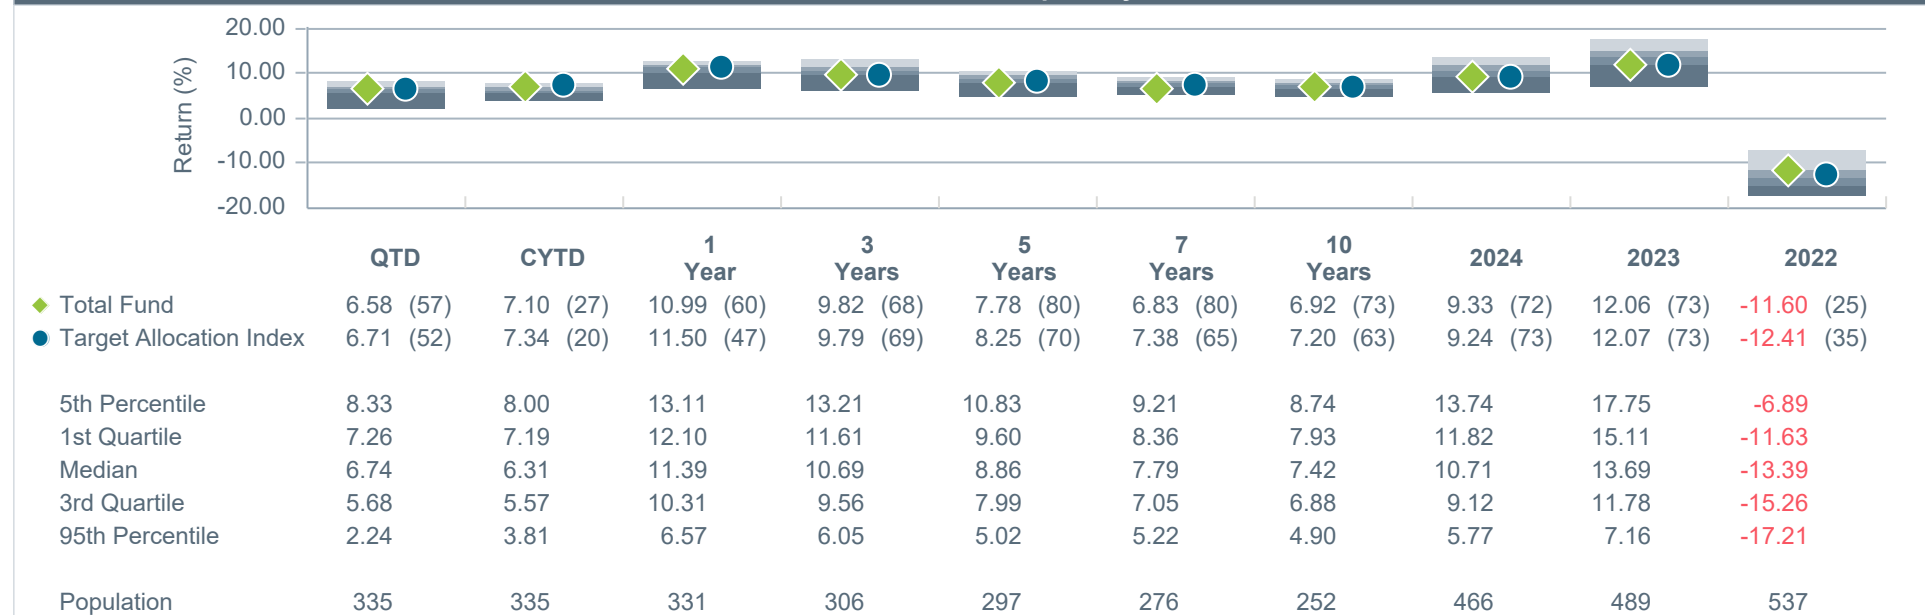 20.00
10.00
0.00
-10.00
-20.00
Return (%)
QTD CYTD 1 Year 3 Years 5 Years 7 Years 10 Years 2024 2023 2022
Total Fund 6.58 (57) 7.10 (27) 10.99 (60) 9.82 (68) 7.78 (80) 6.83 (80) 6.92 (73) 9.33 (72) 12.06 (73) -11.60 (25)
Target Allocation Index 6.71 (52) 7.34 (20) 11.50 (47) 9.79 (69) 8.25 (70) 7.38 (65) 7.20 (63) 9.24 (73) 12.07 (73) -12.41 (35)
5th Percentile 8.33 8.00 13.11 13.21 10.83 9.21 8.74 13.74 17.75 -6.89
1st Quartile 7.26 7.19 12.10 11.61 9.60 8.36 7.93 11.82 15.11 -11.63
Median 6.74 6.31 11.39 10.69 8.86 7.79 7.42 10.71 13.69 -13.39
3rd Quartile 5.68 5.57 10.31 9.56 7.99 7.05 6.88 9.12 11.78 -15.26
95th Percentile 2.24 3.81 6.57 6.05 5.02 5.22 4.90 5.77 7.16 -17.21
Population 335 335 331 306 297 276 252 466 489 537